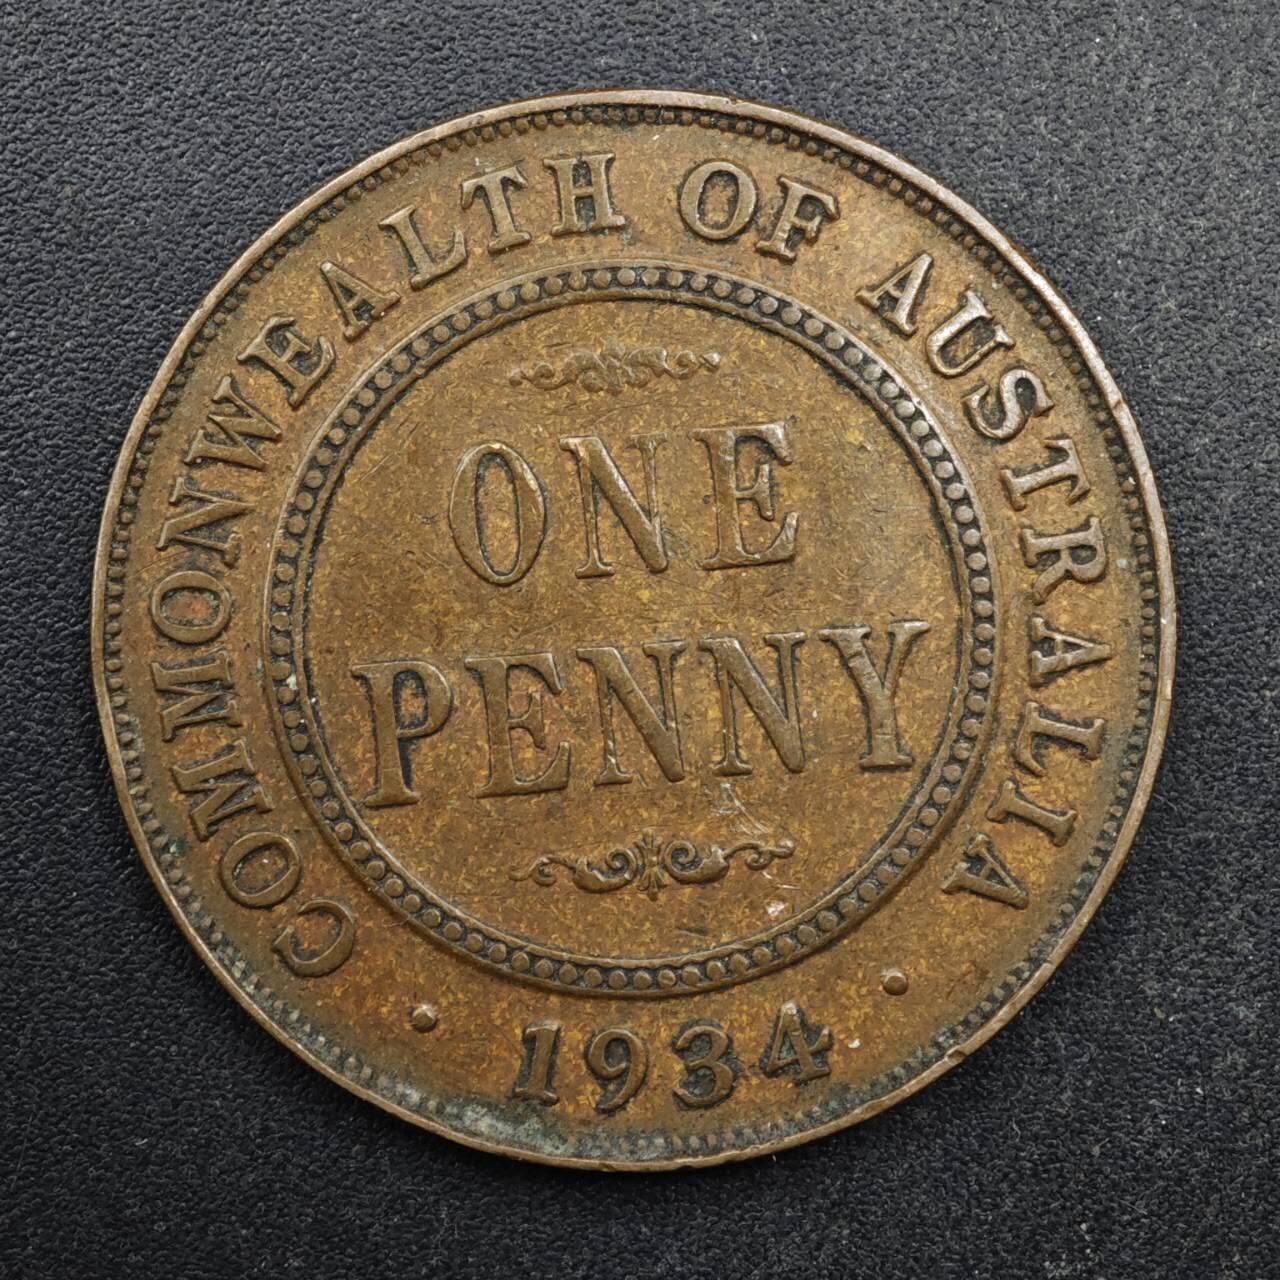 COMMONWEALTH OF AUSTRALIA
ONE
PENNY
· 1934 ·